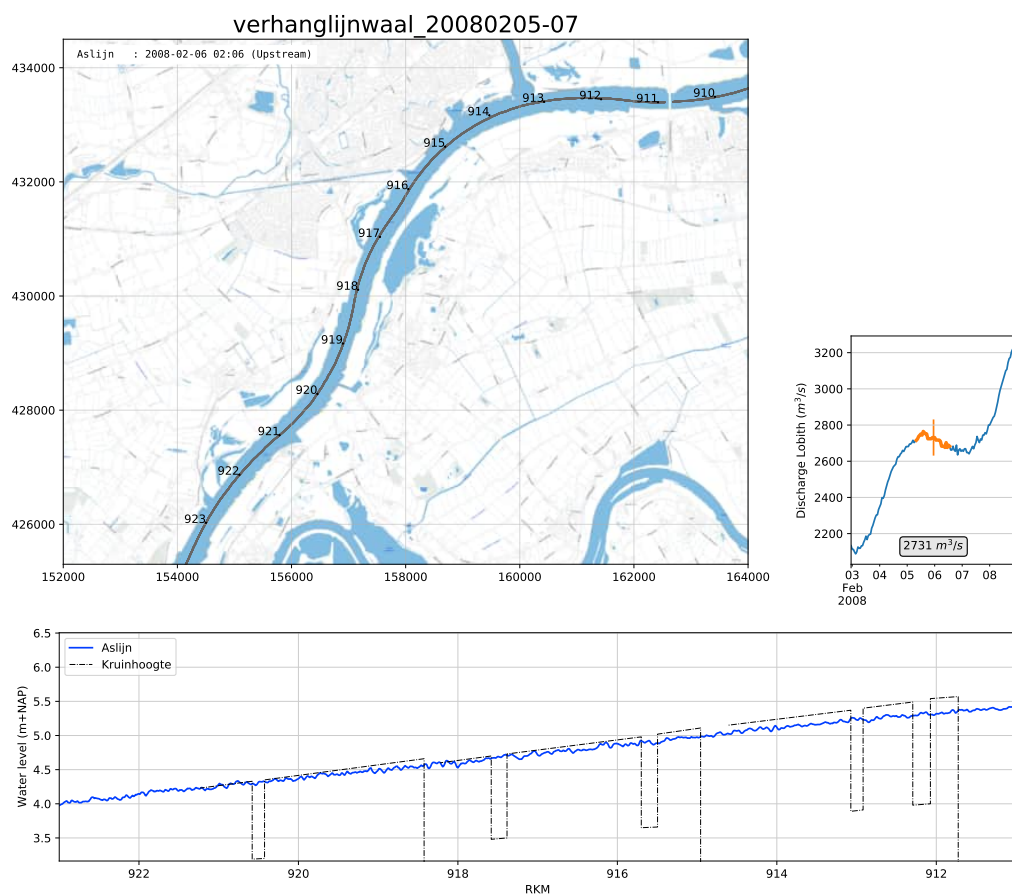 verhanglijnwaal_20080205-07
Aslijn : 2008-02-06 02:06 (Upstream)
434000
432000
430000
428000
426000
910
911
912
913
914
915
916
917
918
919
920
921
922
923
152000 154000 156000 158000 160000 162000 164000
Discharge Lobith (m³/s)
3200
3000
2800
2600
2400
2200
2731 m³/s
03 04 05 06 07 08
Feb
2008
Water level (m+NAP)
6.5
6.0
5.5
5.0
4.5
4.0
3.5
Aslijn
Kruinhoogte
922 920 918 916 914 912
RKM